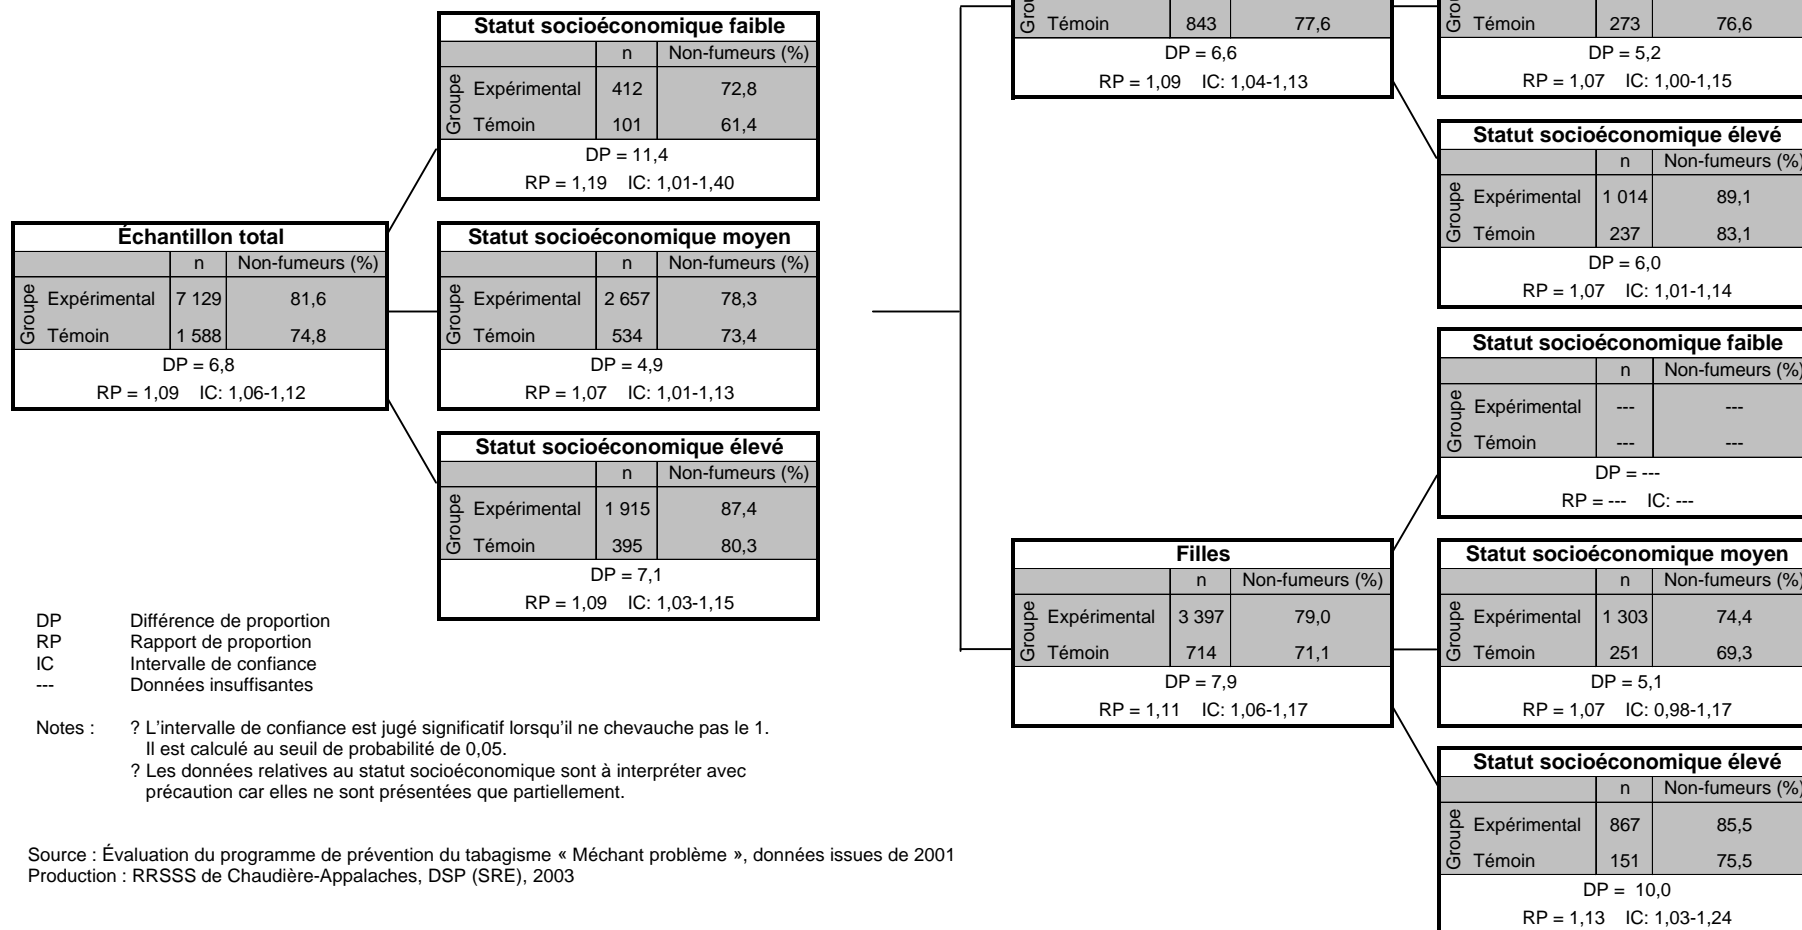 Statut socioéconomique faible
n Non-fumeurs (%)
Groupe
Expérimental 412 72,8
Témoin 101 61,4
DP = 11,4
RP = 1,19 IC: 1,01-1,40
Échantillon total
n Non-fumeurs (%)
Groupe
Expérimental 7 129 81,6
Témoin 1 588 74,8
DP = 6,8
RP = 1,09 IC: 1,06-1,12
Statut socioéconomique moyen
n Non-fumeurs (%)
Groupe
Expérimental 2 657 78,3
Témoin 534 73,4
DP = 4,9
RP = 1,07 IC: 1,01-1,13
Statut socioéconomique élevé
n Non-fumeurs (%)
Groupe
Expérimental 1 915 87,4
Témoin 395 80,3
DP = 7,1
RP = 1,09 IC: 1,03-1,15
Témoin 843 77,6
DP = 6,6
RP = 1,09 IC: 1,04-1,13
Témoin 273 76,6
DP = 5,2
RP = 1,07 IC: 1,00-1,15
Statut socioéconomique élevé
n Non-fumeurs (%)
Groupe
Expérimental 1 014 89,1
Témoin 237 83,1
DP = 6,0
RP = 1,07 IC: 1,01-1,14
Statut socioéconomique faible
n Non-fumeurs (%)
Groupe
Expérimental --- ---
Témoin --- ---
DP = ---
RP = --- IC: ---
Filles
n Non-fumeurs (%)
Groupe
Expérimental 3 397 79,0
Témoin 714 71,1
DP = 7,9
RP = 1,11 IC: 1,06-1,17
Statut socioéconomique moyen
n Non-fumeurs (%)
Groupe
Expérimental 1 303 74,4
Témoin 251 69,3
DP = 5,1
RP = 1,07 IC: 0,98-1,17
Statut socioéconomique élevé
n Non-fumeurs (%)
Groupe
Expérimental 867 85,5
Témoin 151 75,5
DP = 10,0
RP = 1,13 IC: 1,03-1,24
DP Différence de proportion
RP Rapport de proportion
IC Intervalle de confiance
--- Données insuffisantes
Notes : ? L'intervalle de confiance est jugé significatif lorsqu'il ne chevauche pas le 1.
Il est calculé au seuil de probabilité de 0,05.
? Les données relatives au statut socioéconomique sont à interpréter avec
précaution car elles ne sont présentées que partiellement.
Source : Évaluation du programme de prévention du tabagisme « Méchant problème », données issues de 2001
Production : RRSSS de Chaudière-Appalaches, DSP (SRE), 2003